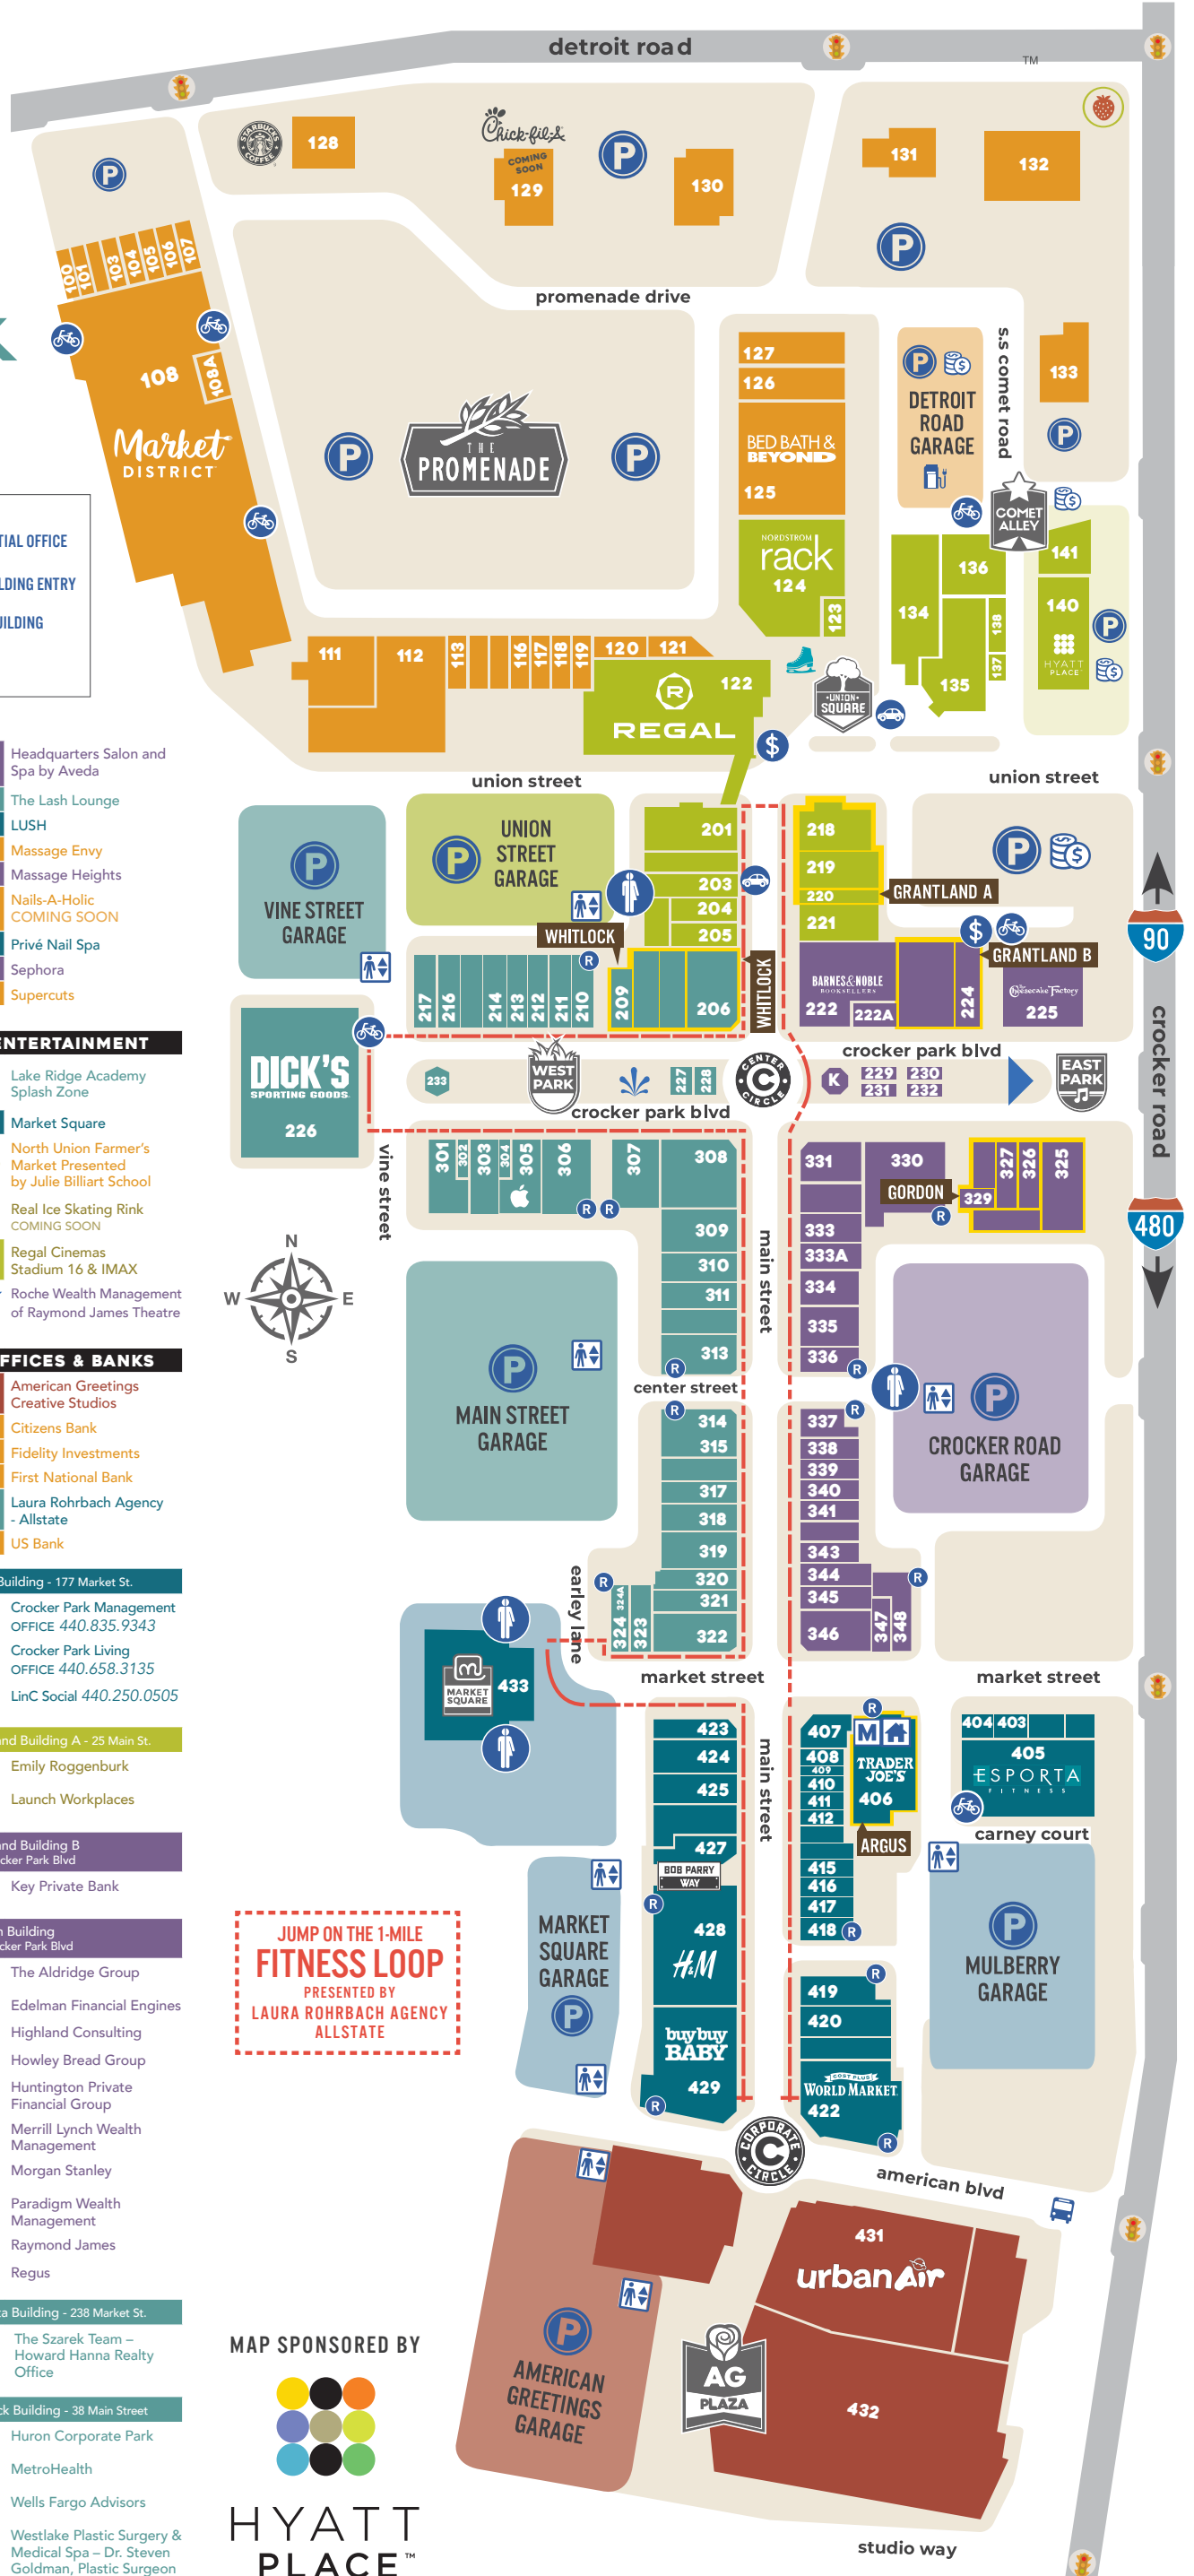 detroit road
TM
STARBUCKS
COFFEE
128
Chick-fil-A
COMING
SOON
129
P
130
131
132
P
P
100
101
103
104
105
106
107
promenade drive
108
108A
Market
DISTRICT
P
THE
PROMENADE
P
127
126
BED BATH &
BEYOND
125
NORDSTROM
rack
124
123
P
DETROIT
ROAD
GARAGE
s.s comet road
133
P
COMET
ALLEY
141
136
134
138
137
135
140
HYATT
PLACE
P
111
112
113
116
117
118
119
120
121
122
R
REGAL
UNION
SQUARE
$
union street
union street
TIAL OFFICE
LDING ENTRY
UILDING
Headquarters Salon and
Spa by Aveda
The Lash Lounge
LUSH
Massage Envy
Massage Heights
Nails-A-Holic
COMING SOON
Privé Nail Spa
Sephora
Supercuts
NTERTAINMENT
Lake Ridge Academy
Splash Zone
Market Square
North Union Farmer's
Market Presented
by Julie Billiart School
Real Ice Skating Rink
COMING SOON
Regal Cinemas
Stadium 16 & IMAX
Roche Wealth Management
of Raymond James Theatre
FFICES & BANKS
American Greetings
Creative Studios
Citizens Bank
Fidelity Investments
First National Bank
Laura Rohrbach Agency
- Allstate
US Bank
Building - 177 Market St.
Crocker Park Management
OFFICE 440.835.9343
Crocker Park Living
OFFICE 440.658.3135
LinC Social 440.250.0505
nd Building A - 25 Main St.
Emily Roggenburk
Launch Workplaces
nd Building B
cker Park Blvd
Key Private Bank
n Building
cker Park Blvd
The Aldridge Group
Edelman Financial Engines
Highland Consulting
Howley Bread Group
Huntington Private
Financial Group
Merrill Lynch Wealth
Management
Morgan Stanley
Paradigm Wealth
Management
Raymond James
Regus
a Building - 238 Market St.
The Szarek Team –
Howard Hanna Realty
Office
ck Building - 38 Main Street
Huron Corporate Park
MetroHealth
Wells Fargo Advisors
Westlake Plastic Surgery &
Medical Spa – Dr. Steven
Goldman, Plastic Surgeon
P
VINE STREET
GARAGE
P
UNION
STREET
GARAGE
201
203
204
205
WHITLOCK
WHITLOCK
218
219
220
221
GRANTLAND A
P
$
GRANTLAND B
90
217
216
214
213
212
211
210
R
209
206
BARNES & NOBLE
BOOKSELLERS
222
222A
224
The Cheesecake Factory
225
DICK'S
SPORTING GOODS
226
233
WEST
PARK
227
228
CENTER
C
CIRCLE
crocker park blvd
K
229
230
231
232
EAST
PARK
crocker park blvd
crocker road
480
vine street
301
302
303
304
305
306
R
R
307
308
309
310
311
313
R
main street
331
330
333
333A
334
335
336
R
GORDON
R
329
327
326
325
N
W
E
S
P
MAIN STREET
GARAGE
center street
P
CROCKER ROAD
GARAGE
R
314
315
317
318
319
320
321
322
R
324
324A
323
earley lane
R
337
338
339
340
341
343
344
345
346
347
348
R
market street
market street
m
MARKET
SQUARE
433
423
424
425
427
BOB PARRY
WAY
R
428
H&M
buybuy
BABY
429
R
main street
407
408
409
410
411
412
415
416
417
418
R
R
M
TRADER
JOE'S
406
ARGUS
404
403
405
ESPORTA
FITNESS
carney court
P
MULBERRY
GARAGE
MARKET
SQUARE
GARAGE
P
R
419
420
COST PLUS
WORLD MARKET
422
R
JUMP ON THE 1-MILE
FITNESS LOOP
PRESENTED BY
LAURA ROHRBACH AGENCY
ALLSTATE
CORPORATE
C
CIRCLE
american blvd
431
urbanAir
432
P
AMERICAN
GREETINGS
GARAGE
AG
PLAZA
MAP SPONSORED BY
HYATT
PLACE™
studio way